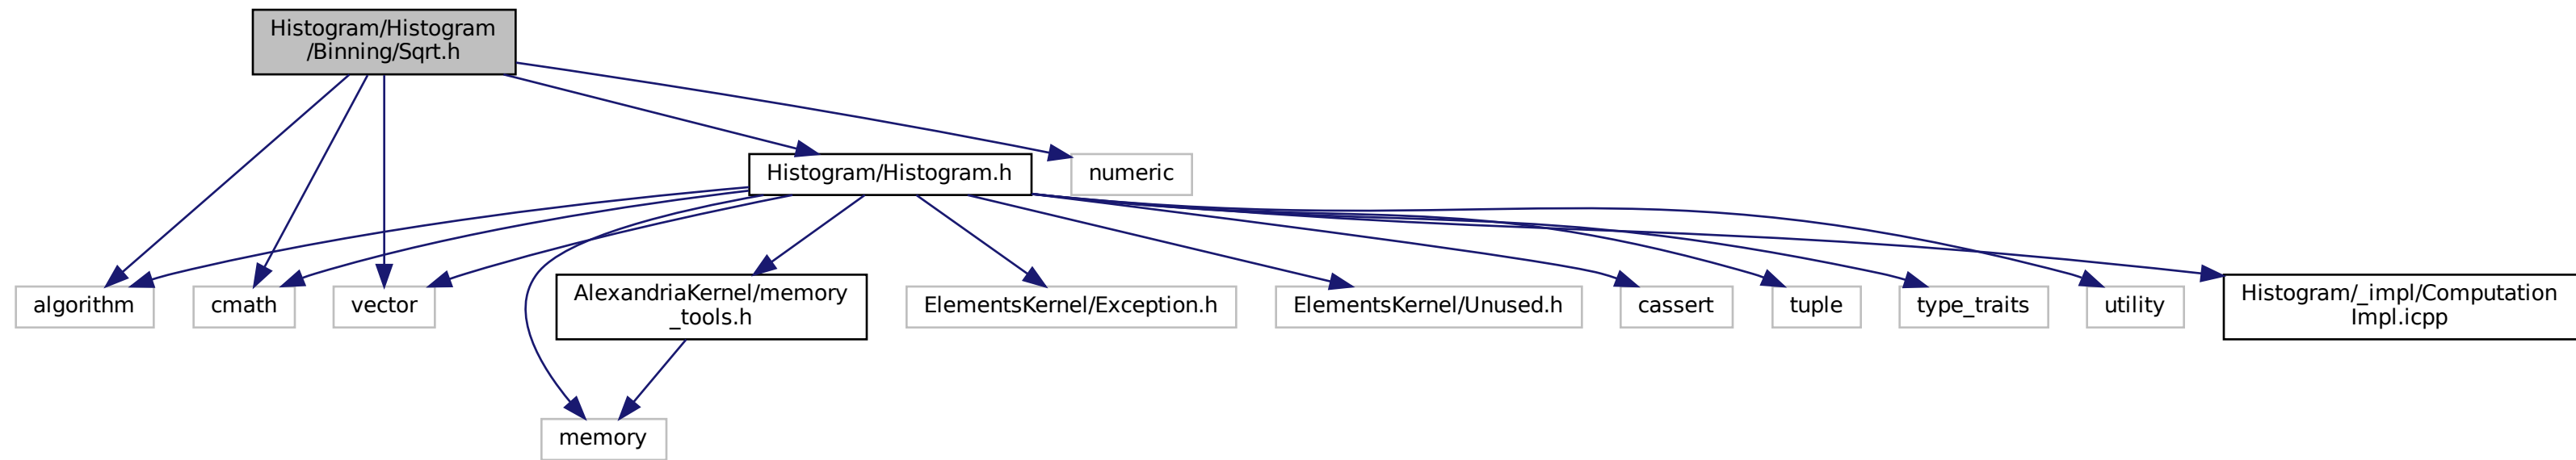 Histogram/Histogram
/Binning/Sqrt.h
Histogram/Histogram.h
numeric
algorithm
cmath
vector
AlexandriaKernel/memory
_tools.h
ElementsKernel/Exception.h
ElementsKernel/Unused.h
cassert
tuple
type_traits
utility
Histogram/_impl/Computation
Impl.icpp
memory